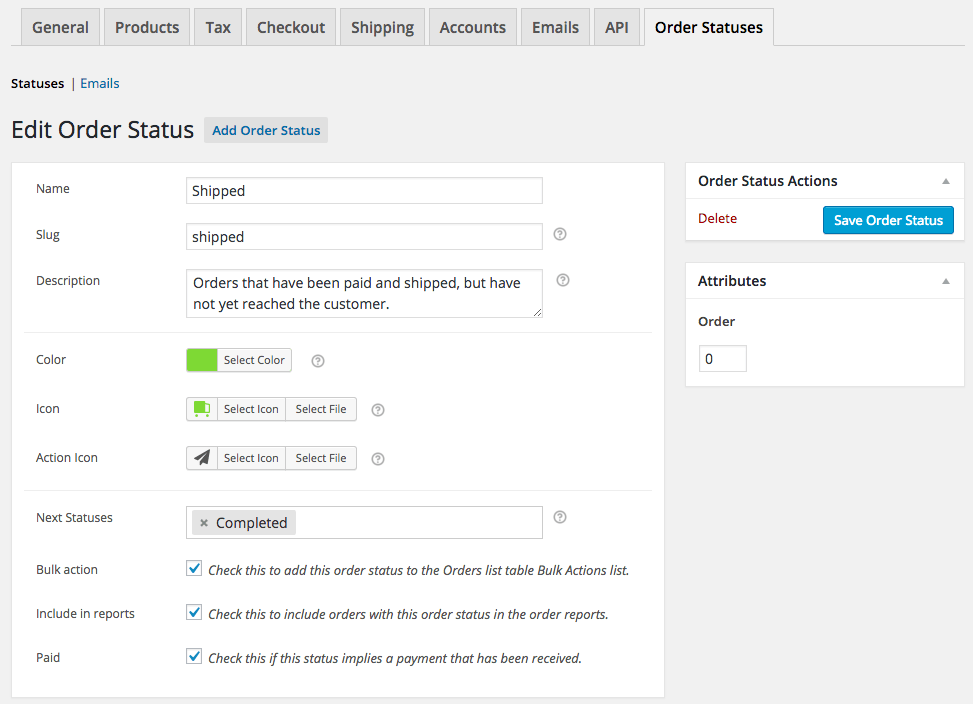 General Products Tax Checkout Shipping Accounts Emails API Order Statuses
Statuses | Emails
Edit Order Status Add Order Status
Name Shipped
Slug shipped
Description Orders that have been paid and shipped, but have
not yet reached the customer.
Color Select Color
Icon Select Icon Select File
Action Icon Select Icon Select File
Next Statuses × Completed
Bulk action Check this to add this order status to the Orders list table Bulk Actions list.
Include in reports Check this to include orders with this order status in the order reports.
Paid Check this if this status implies a payment that has been received.
Order Status Actions
Delete Save Order Status
Attributes
Order
0